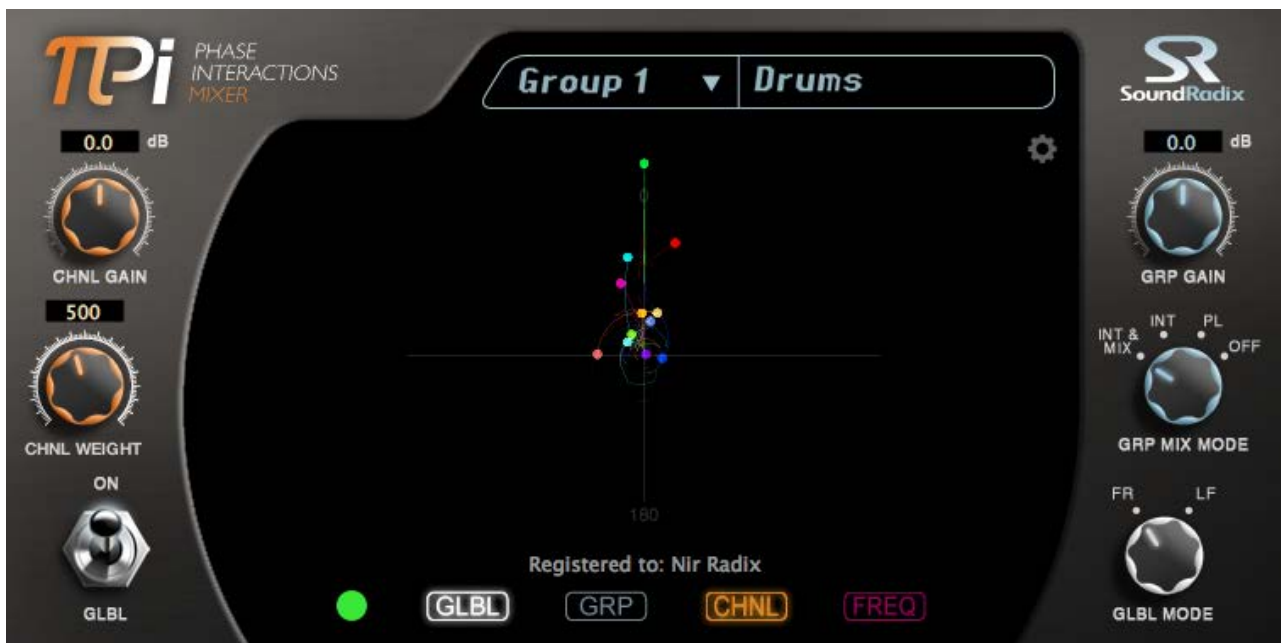 πPi PHASE
INTERACTIONS
MIXER
Group 1 ▼ Drums
SR
SoundRadix
0.0 dB
CHNL GAIN
500
CHNL WEIGHT
ON
GLBL
0
180
Registered to: Nir Radix
GLBL GRP CHNL FREQ
0.0 dB
GRP GAIN
INT & MIX INT PL OFF
GRP MIX MODE
FR LF
GLBL MODE